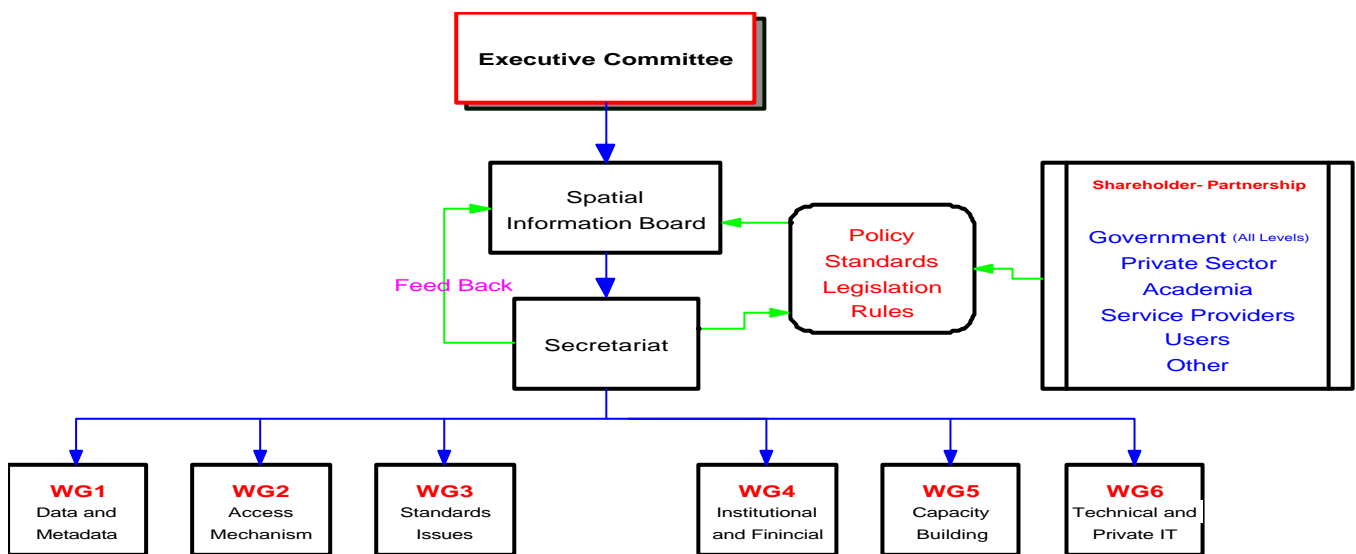 Executive Committee
Spatial
Information Board
Feed Back
Secretariat
Policy
Standards
Legislation
Rules
Shareholder- Partnership
Government (All Levels)
Private Sector
Academia
Service Providers
Users
Other
WG1
Data and
Metadata
WG2
Access
Mechanism
WG3
Standards
Issues
WG4
Institutional
and Finincial
WG5
Capacity
Building
WG6
Technical and
Private IT